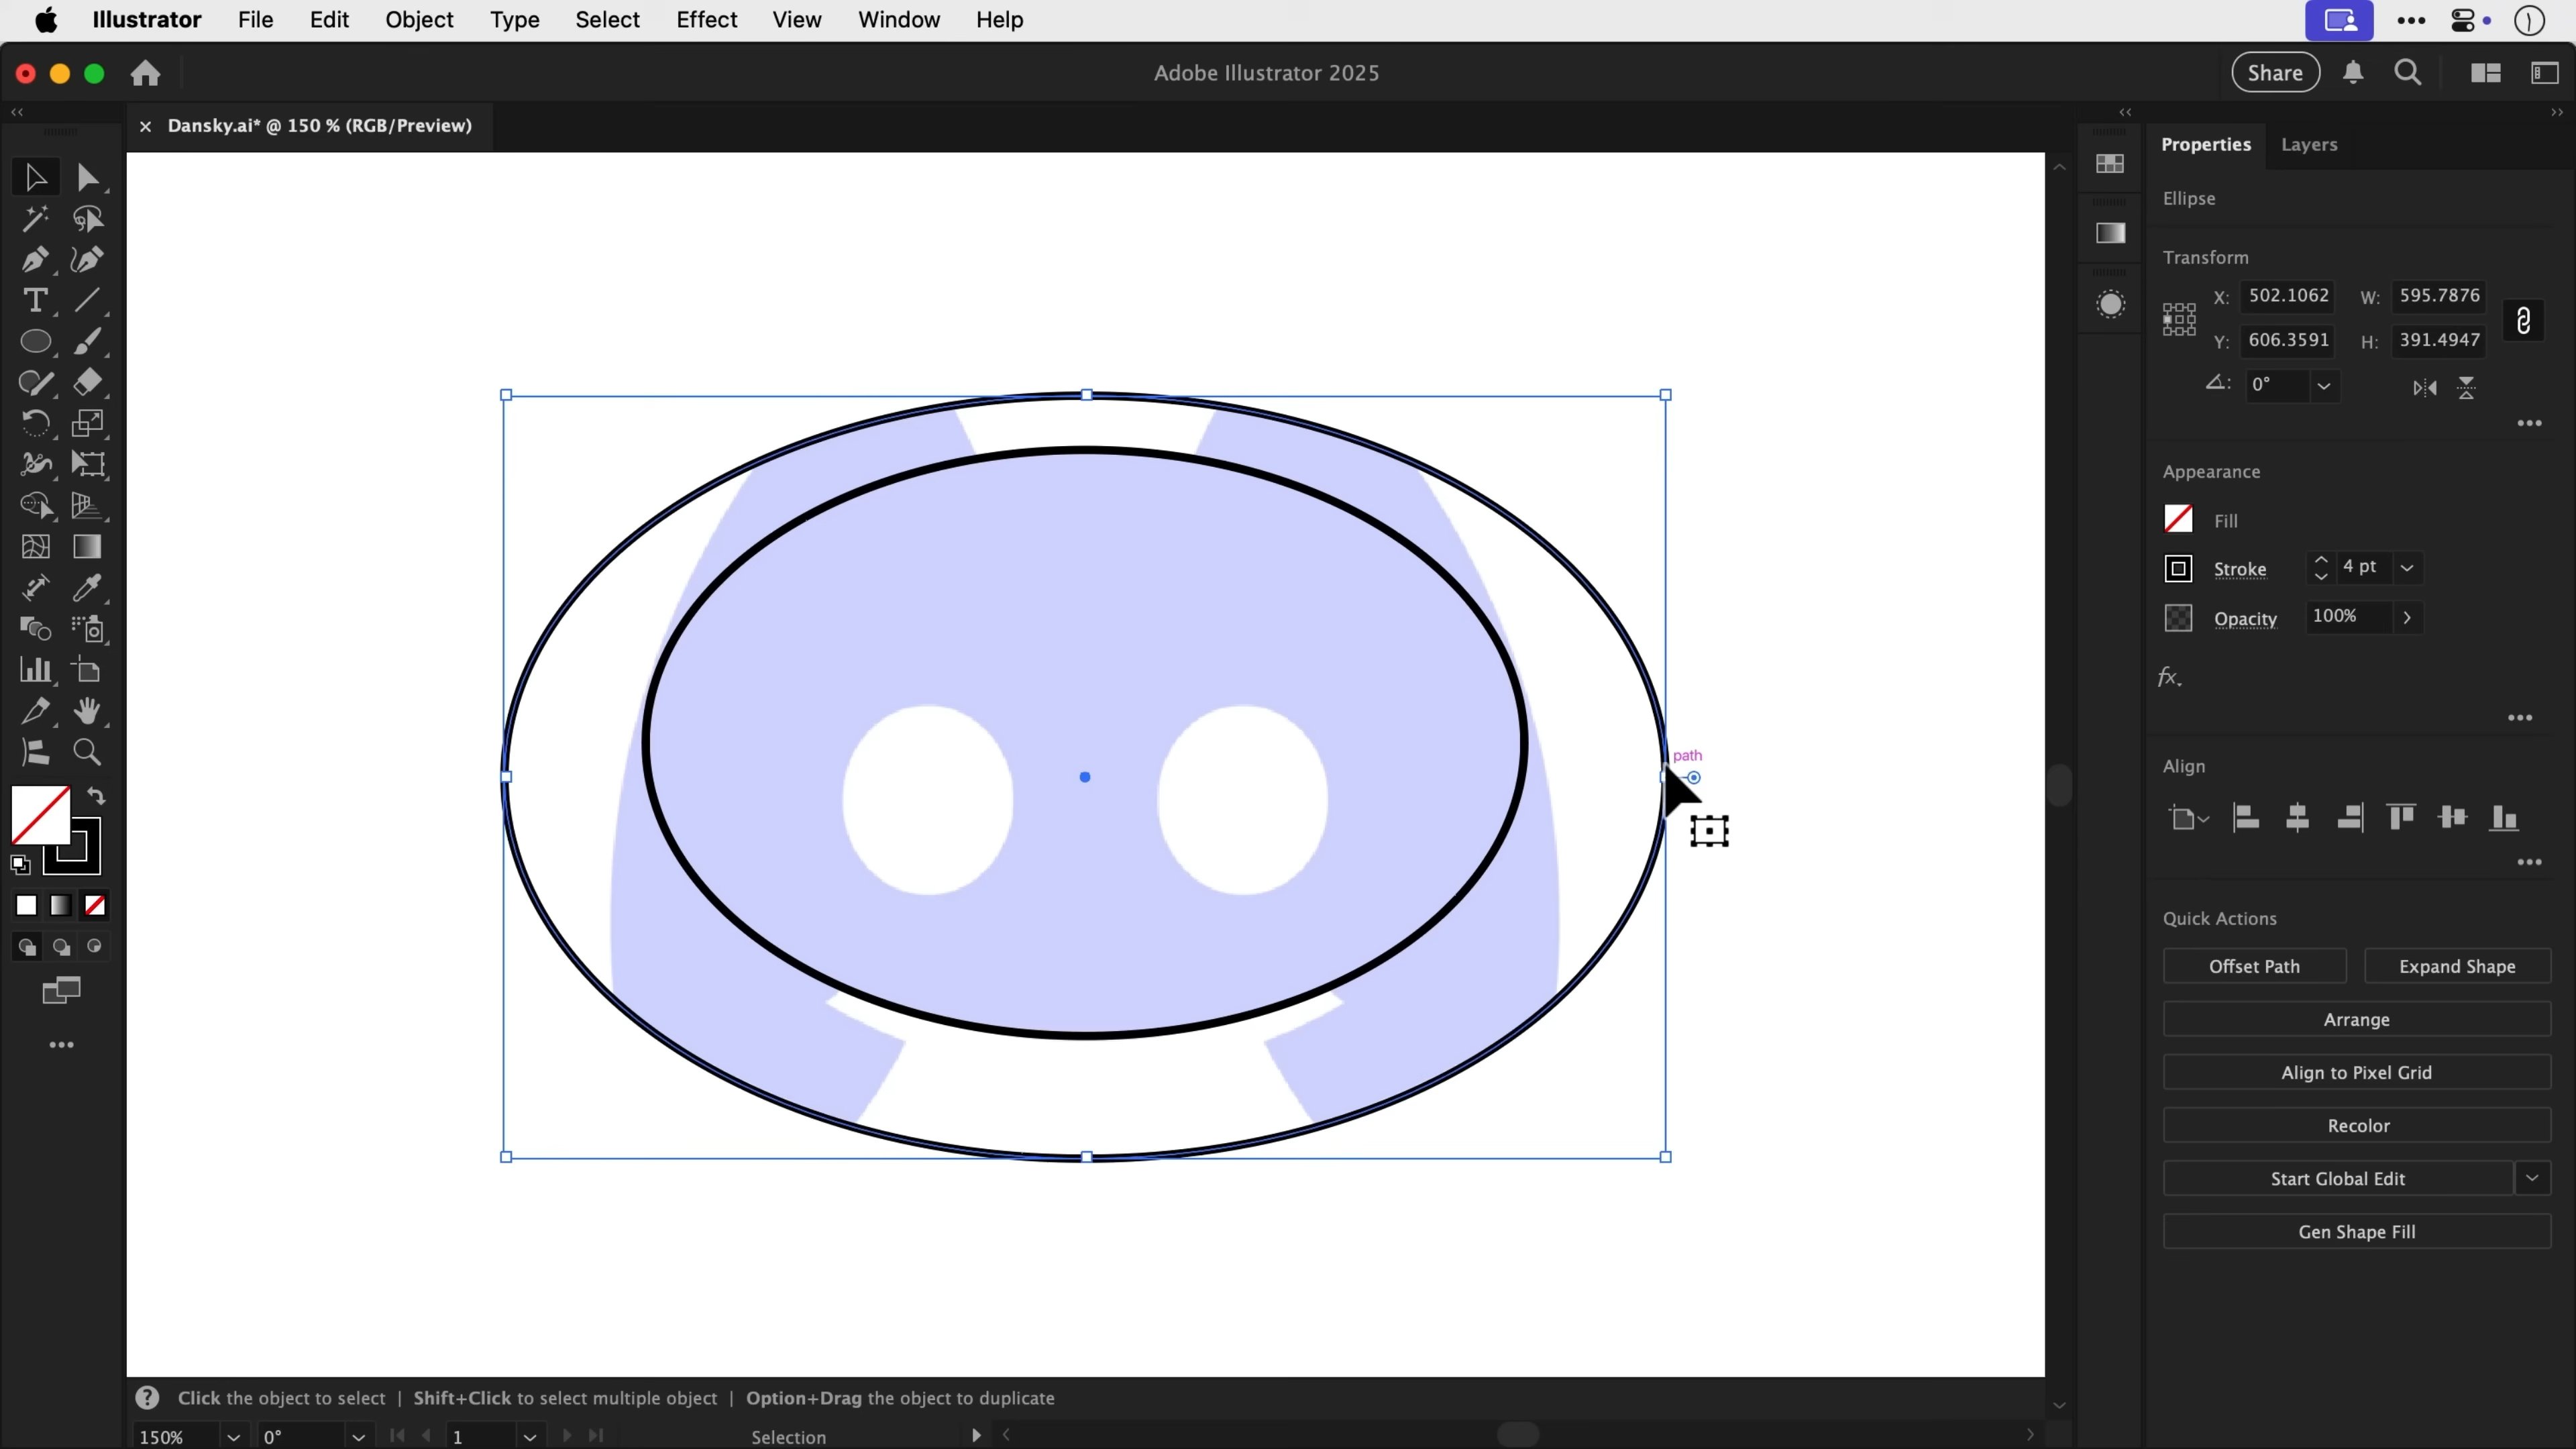 Illustrator File Edit Object Type Select Effect View Window Help
Adobe Illustrator 2025
Share
Dansky.ai* @ 150 % (RGB/Preview)
Properties Layers
Ellipse
Transform
X: 502.1062 W: 595.7876
Y: 606.3591 H: 391.4947
0°
Appearance
Fill
Stroke 4 pt
Opacity 100%
fx.
path
Align
Quick Actions
Offset Path Expand Shape
Arrange
Align to Pixel Grid
Recolor
Start Global Edit
Gen Shape Fill
Click the object to select | Shift+Click to select multiple object | Option+Drag the object to duplicate
150% 0° 1 Selection